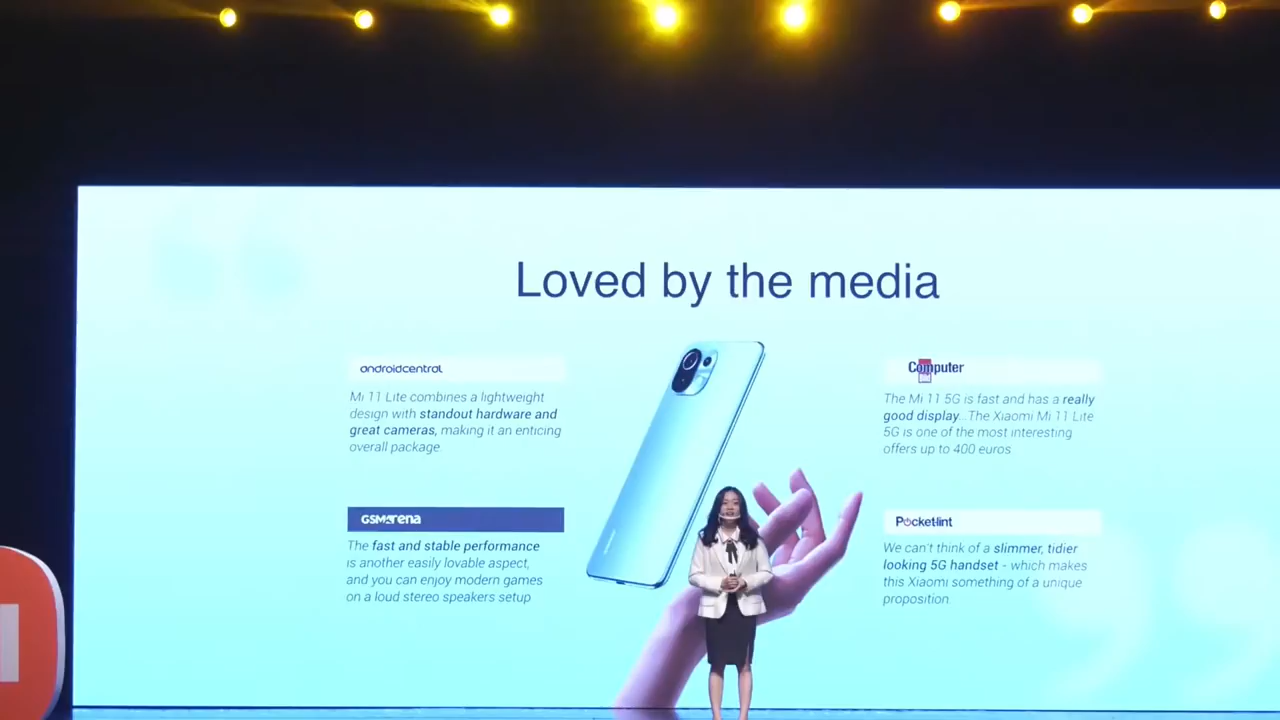 Loved by the media
androidcentral
Mi 11 Lite combines a lightweight
design with standout hardware and
great cameras, making it an enticing
overall package.
GSMArena
The fast and stable performance
is another easily lovable aspect,
and you can enjoy modern games
on a loud stereo speakers setup
Computer
The Mi 11 5G is fast and has a really
good display...The Xiaomi Mi 11 Lite
5G is one of the most interesting
offers up to 400 euros
Pocket-lint
We can't think of a slimmer, tidier
looking 5G handset - which makes
this Xiaomi something of a unique
proposition.